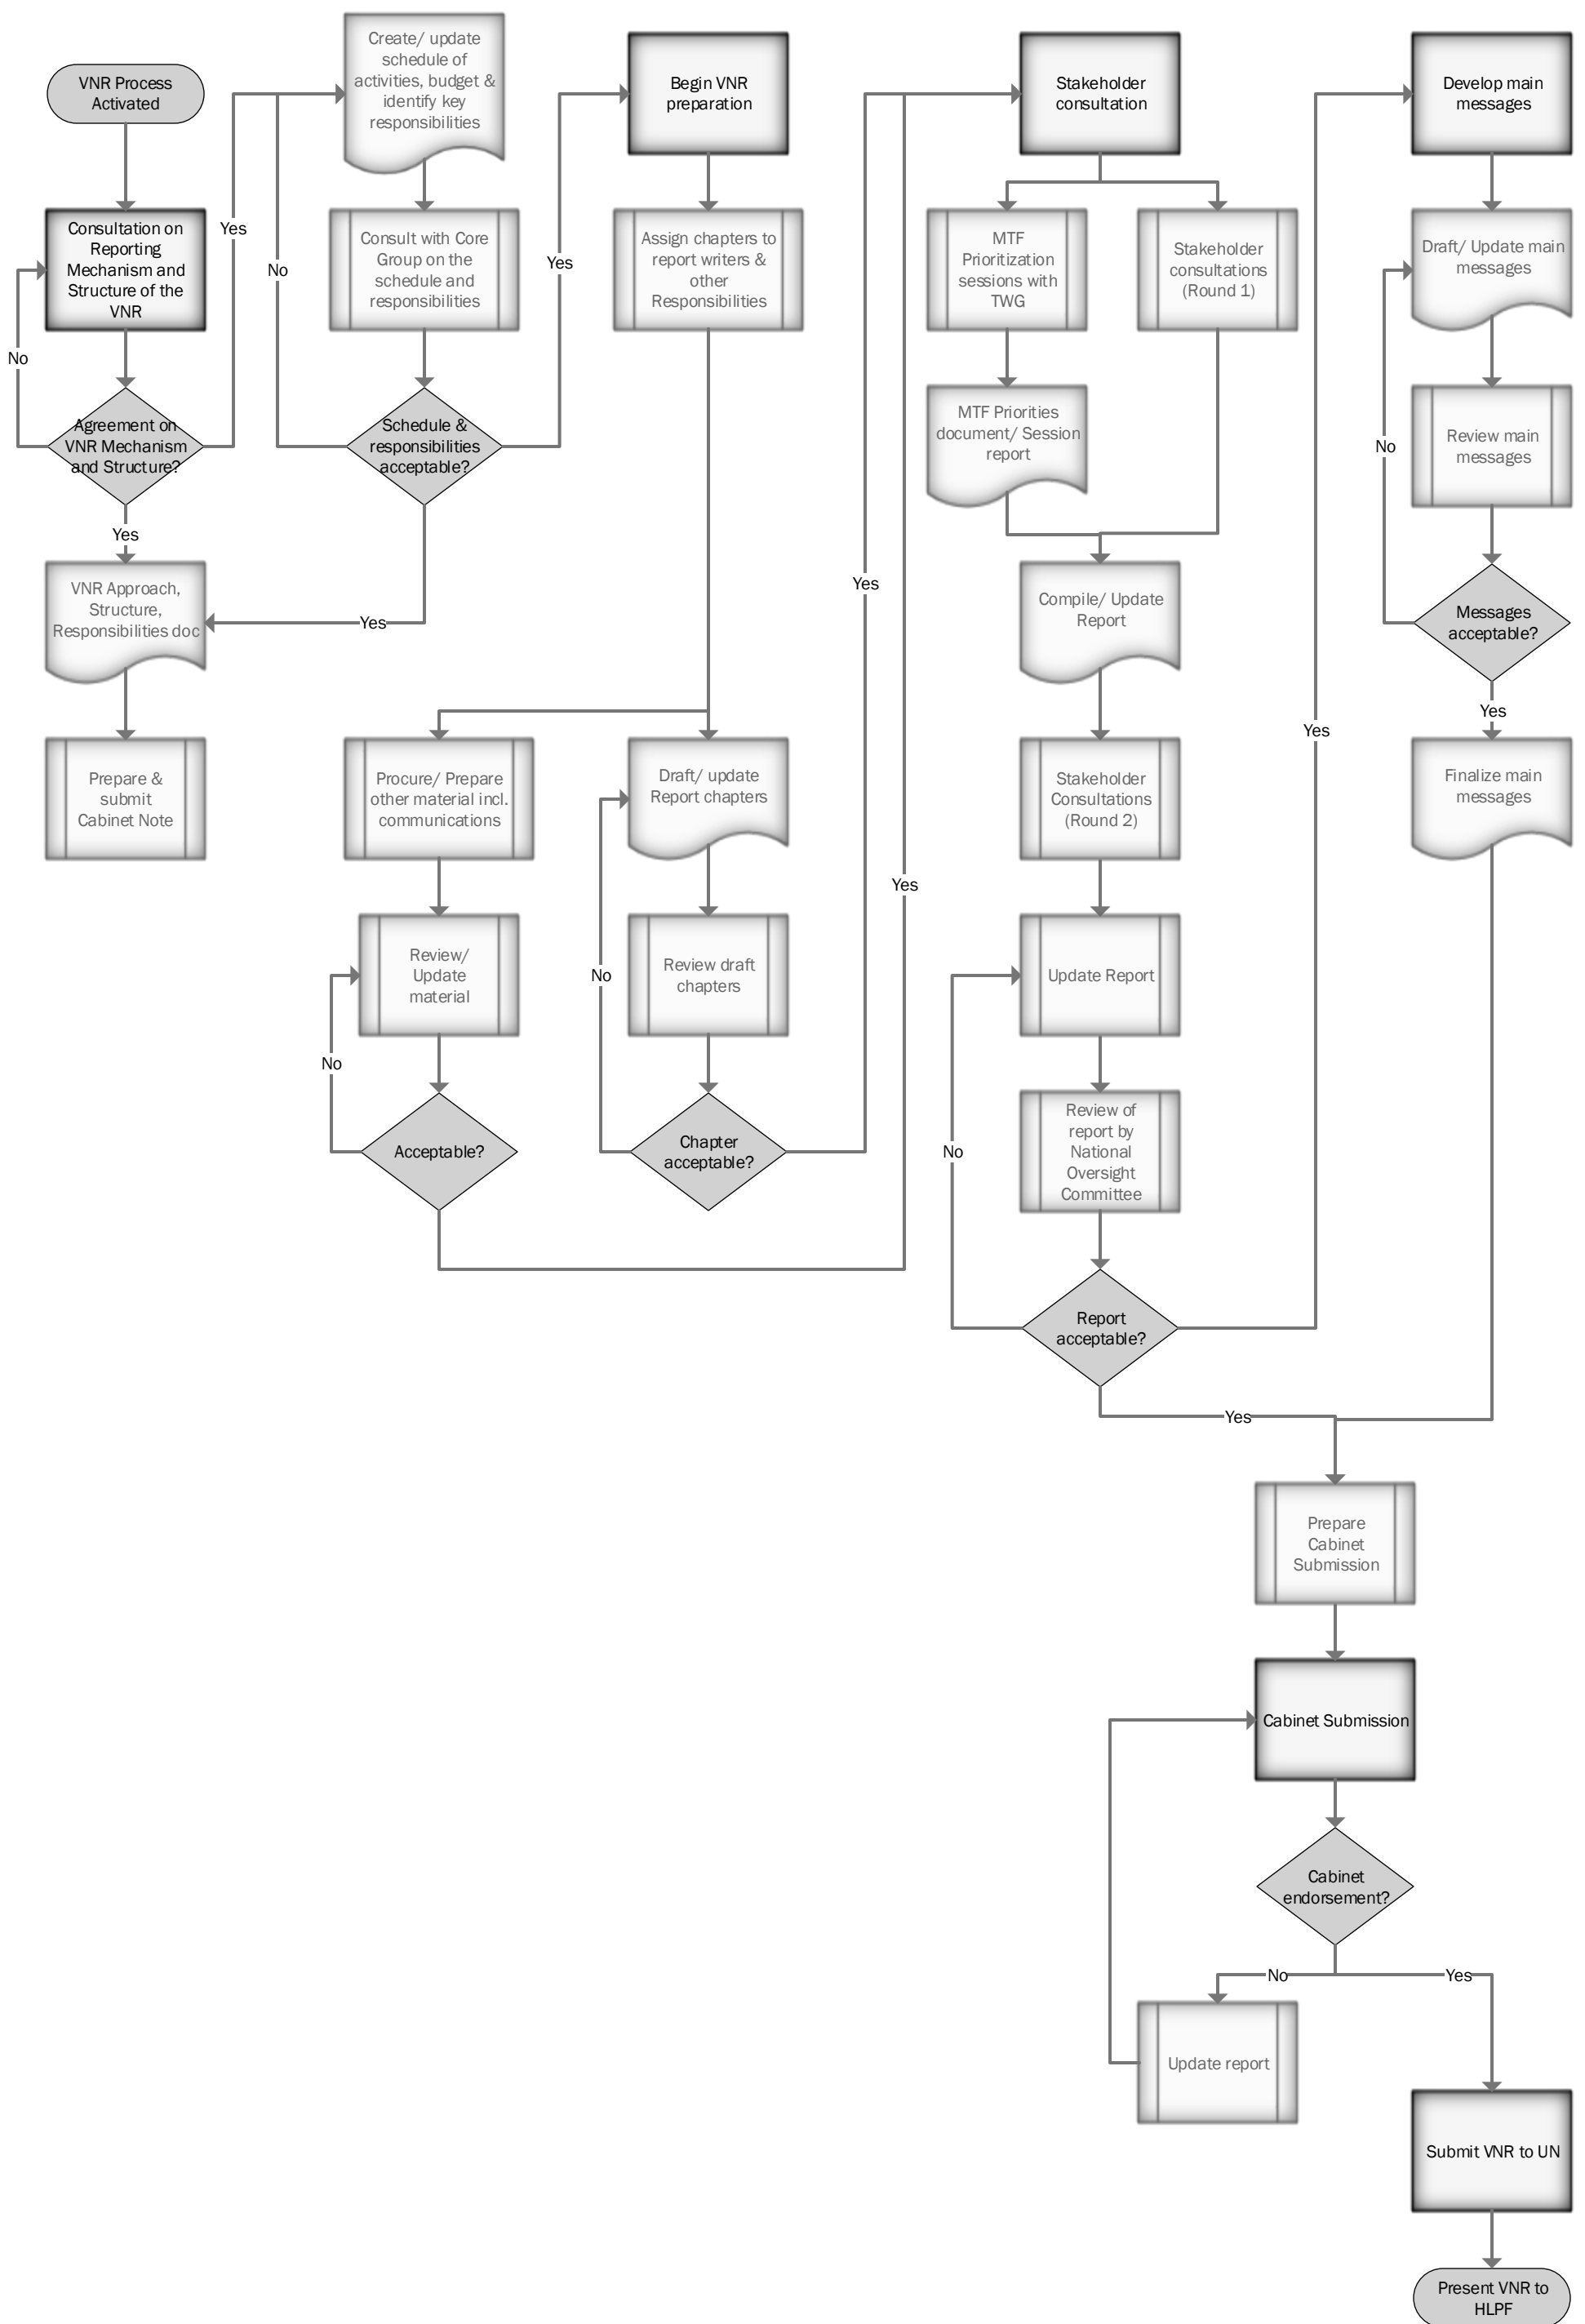 VNR Process
Activated
Consultation on
Reporting
Mechanism and
Structure of the
VNR
No
Agreement on
VNR Mechanism
and Structure?
Yes
Yes
VNR Approach,
Structure,
Responsibilities doc
Prepare &
submit
Cabinet Note
Create/ update
schedule of
activities, budget &
identify key
responsibilities
Consult with Core
Group on the
schedule and
responsibilities
No
Schedule &
responsibilities
acceptable?
Yes
Yes
Begin VNR
preparation
Assign chapters to
report writers &
other
Responsibilities
Procure/ Prepare
other material incl.
communications
Review/
Update
material
No
Acceptable?
Yes
Draft/ update
Report chapters
Review draft
chapters
No
Chapter
acceptable?
Yes
Stakeholder
consultation
MTF
Prioritization
sessions with
TWG
Stakeholder
consultations
(Round 1)
MTF Priorities
document/ Session
report
Compile/ Update
Report
Stakeholder
Consultations
(Round 2)
Update Report
Review of
report by
National
Oversight
Committee
No
Report
acceptable?
Yes
Yes
Develop main
messages
Draft/ Update main
messages
Review main
messages
No
Messages
acceptable?
Yes
Finalize main
messages
Prepare
Cabinet
Submission
Cabinet Submission
Cabinet
endorsement?
No
Yes
Update report
Submit VNR to UN
Present VNR to
HLPF